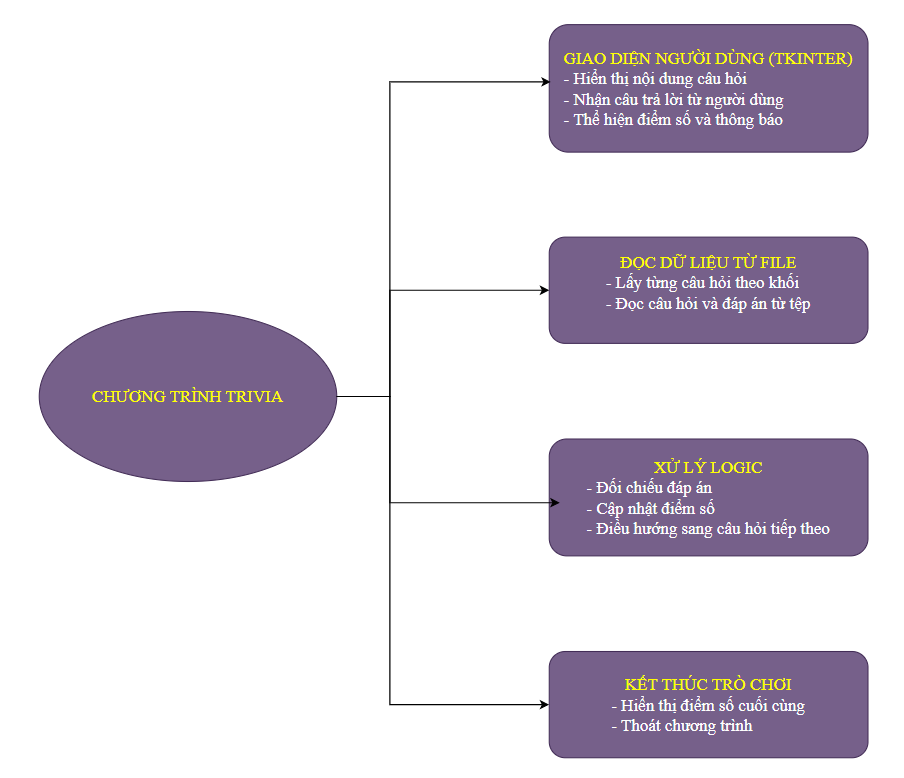 GIAO DIỆN NGƯỜI DÙNG (TKINTER)
- Hiển thị nội dung câu hỏi
- Nhận câu trả lời từ người dùng
- Thể hiện điểm số và thông báo
ĐỌC DỮ LIỆU TỪ FILE
- Lấy từng câu hỏi theo khối
- Đọc câu hỏi và đáp án từ tệp
CHƯƠNG TRÌNH TRIVIA
XỬ LÝ LOGIC
- Đối chiếu đáp án
- Cập nhật điểm số
- Điều hướng sang câu hỏi tiếp theo
KẾT THÚC TRÒ CHƠI
- Hiển thị điểm số cuối cùng
- Thoát chương trình